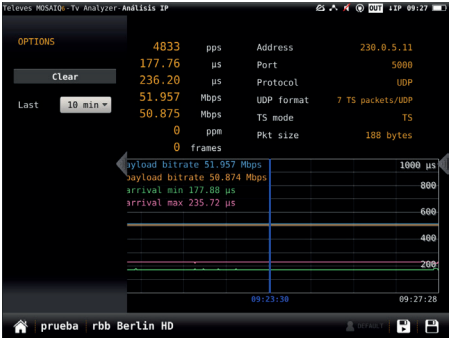 Televes MOSAIQ6-Tv Analyzer-Análisis IP
OUT
IP 09:27
OPTIONS
Clear
Last 10 min
4833 pps
177.76 µs
236.20 µs
51.957 Mbps
50.875 Mbps
0 ppm
0 frames
Address 230.0.5.11
Port 5000
Protocol UDP
UDP format 7 TS packets/UDP
TS mode TS
Pkt size 188 bytes
ayload bitrate 51.957 Mbps
payload bitrate 50.874 Mbps
arrival min 177.88 µs
arrival max 235.72 µs
1000 µs
800
600
400
200
09:23:30
09:27:28
prueba rbb Berlin HD
DEFAULT